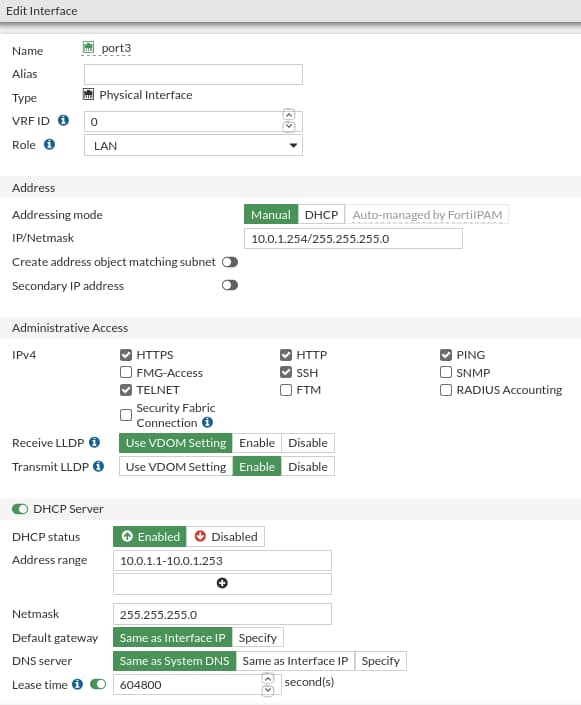 Edit Interface
Name port3
Alias
Type Physical Interface
VRF ID 0
Role LAN
Address
Addressing mode Manual DHCP Auto-managed by FortiIPAM
IP/Netmask 10.0.1.254/255.255.255.0
Create address object matching subnet
Secondary IP address
Administrative Access
IPv4 HTTPS HTTP PING
FMG-Access SSH SNMP
TELNET FTM RADIUS Accounting
Security Fabric
Connection
Receive LLDP Use VDOM Setting Enable Disable
Transmit LLDP Use VDOM Setting Enable Disable
DHCP Server
DHCP status Enabled Disabled
Address range 10.0.1.1-10.0.1.253
Netmask 255.255.255.0
Default gateway Same as Interface IP Specify
DNS server Same as System DNS Same as Interface IP Specify
Lease time 604800 second(s)